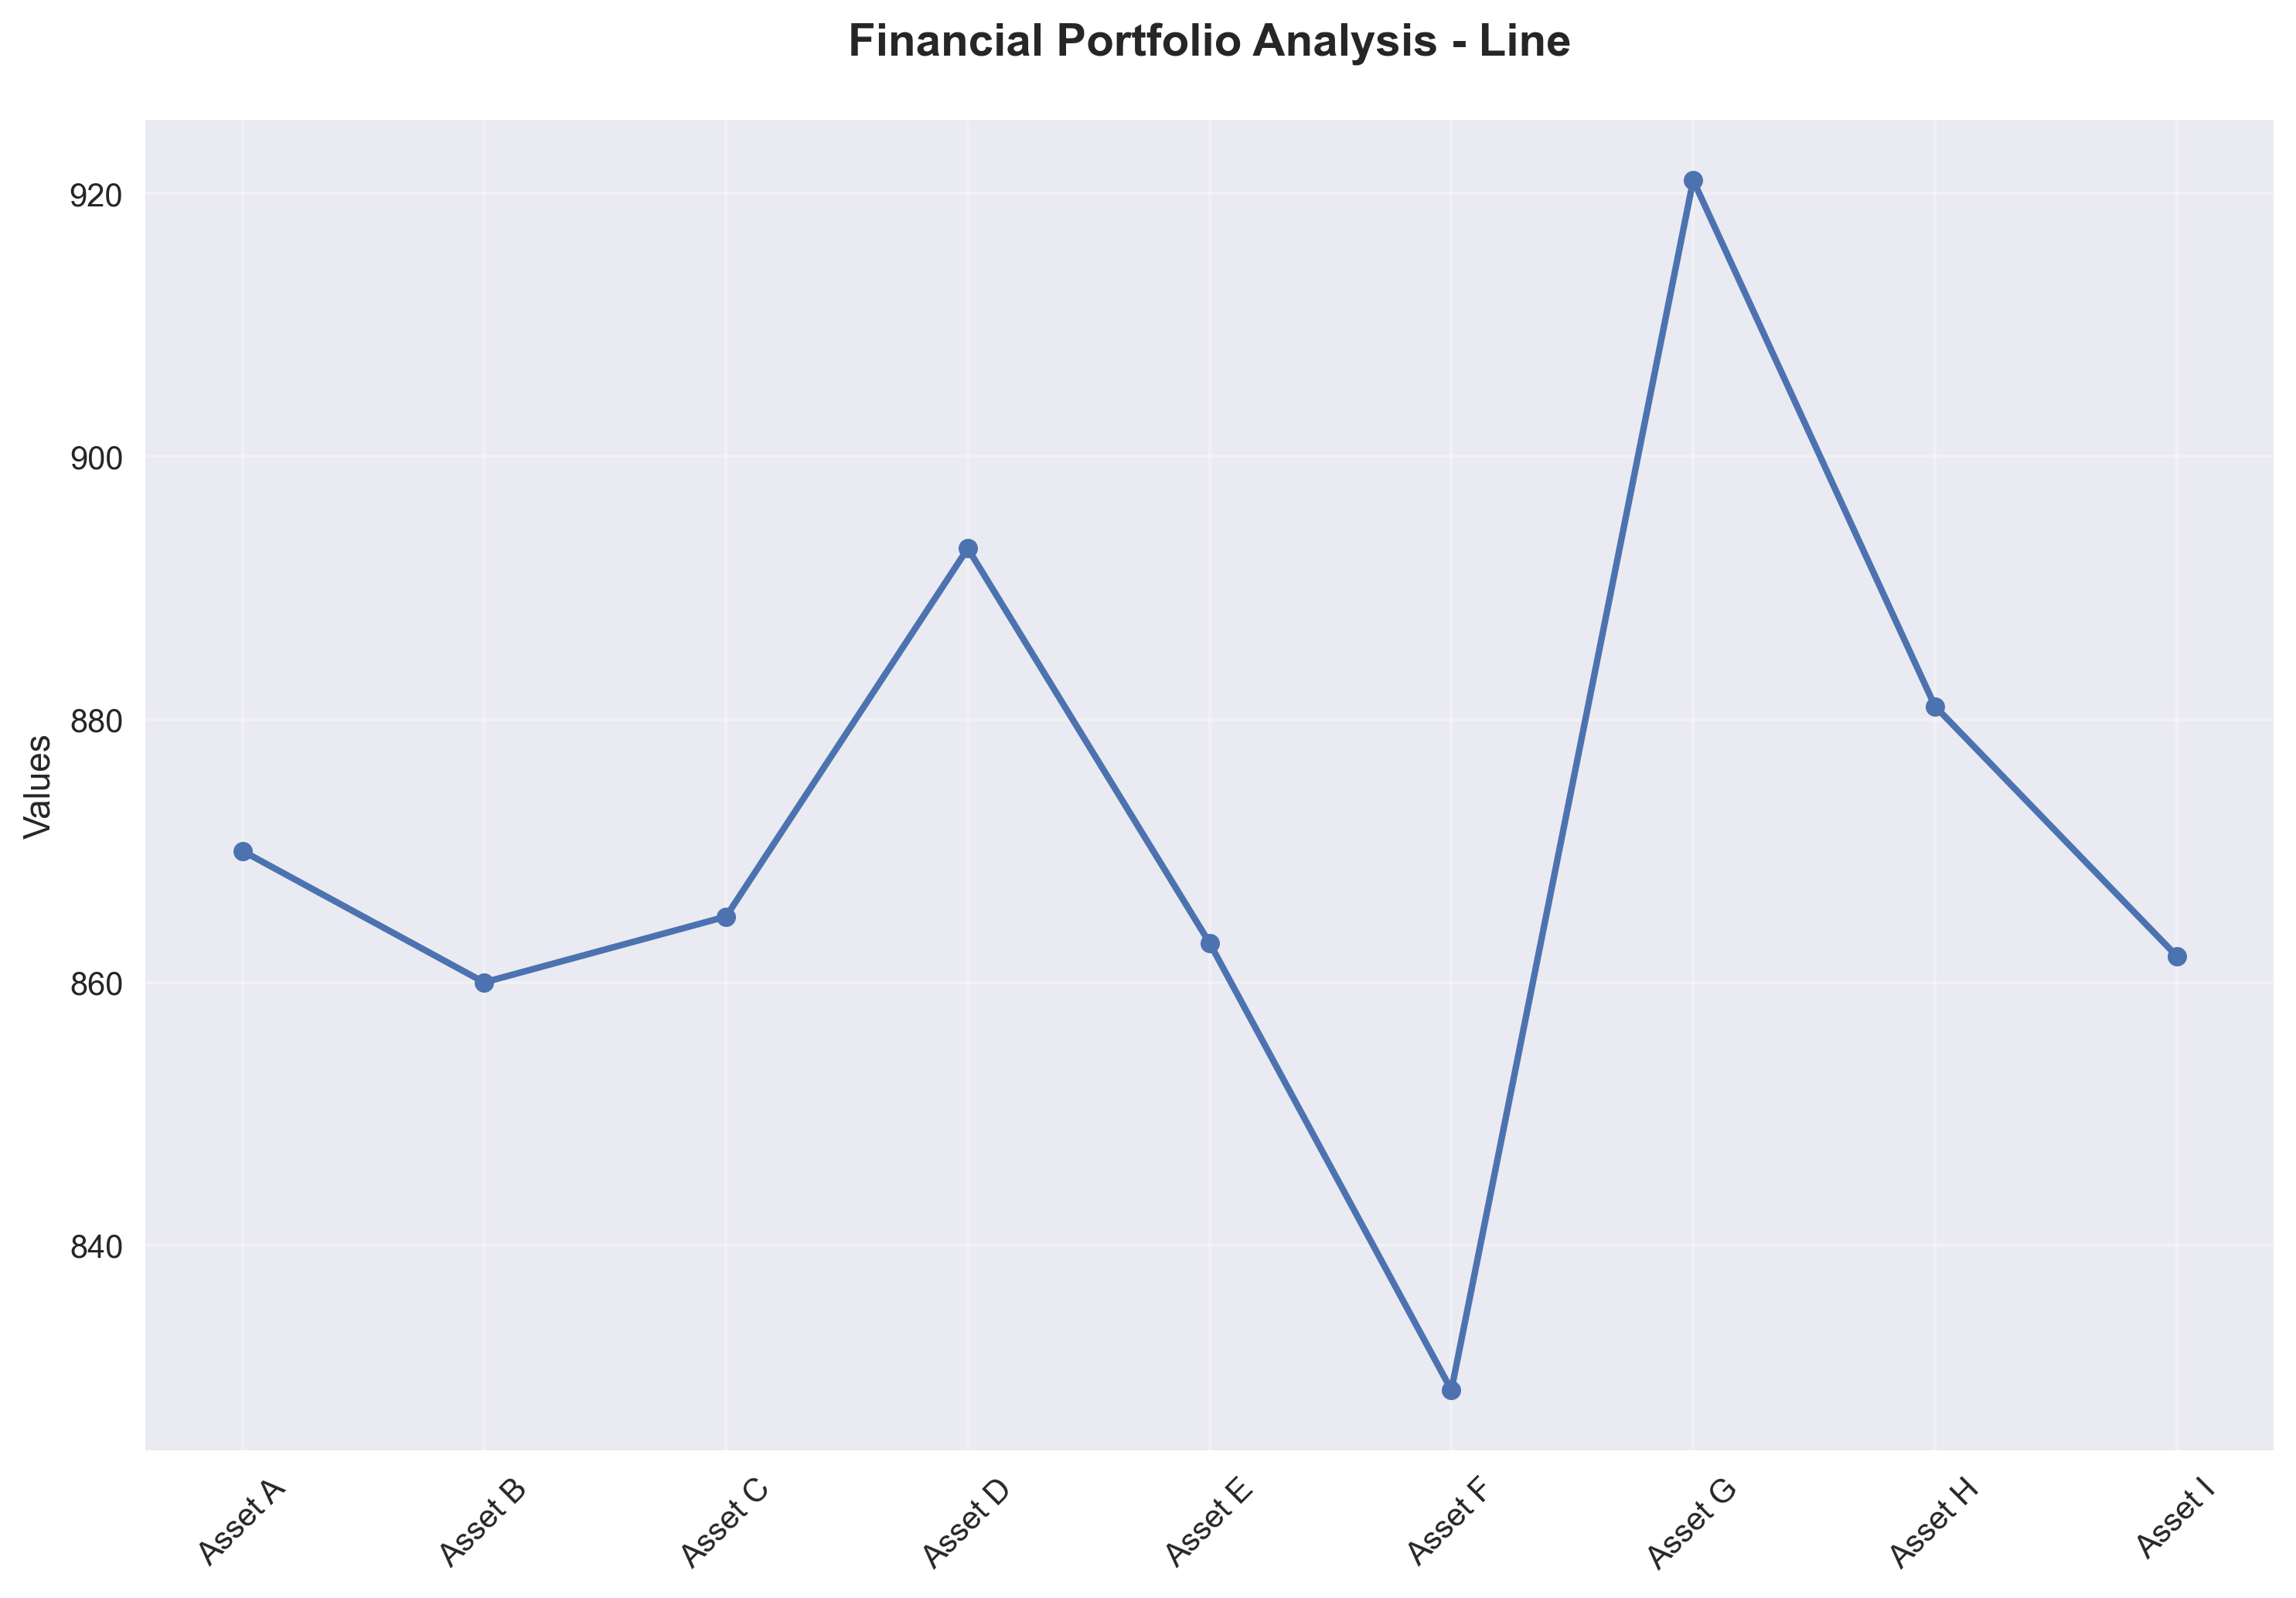 Financial Portfolio Analysis - Line
920
900
880
860
840
Values
Asset A
Asset B
Asset C
Asset D
Asset E
Asset F
Asset G
Asset H
Asset I